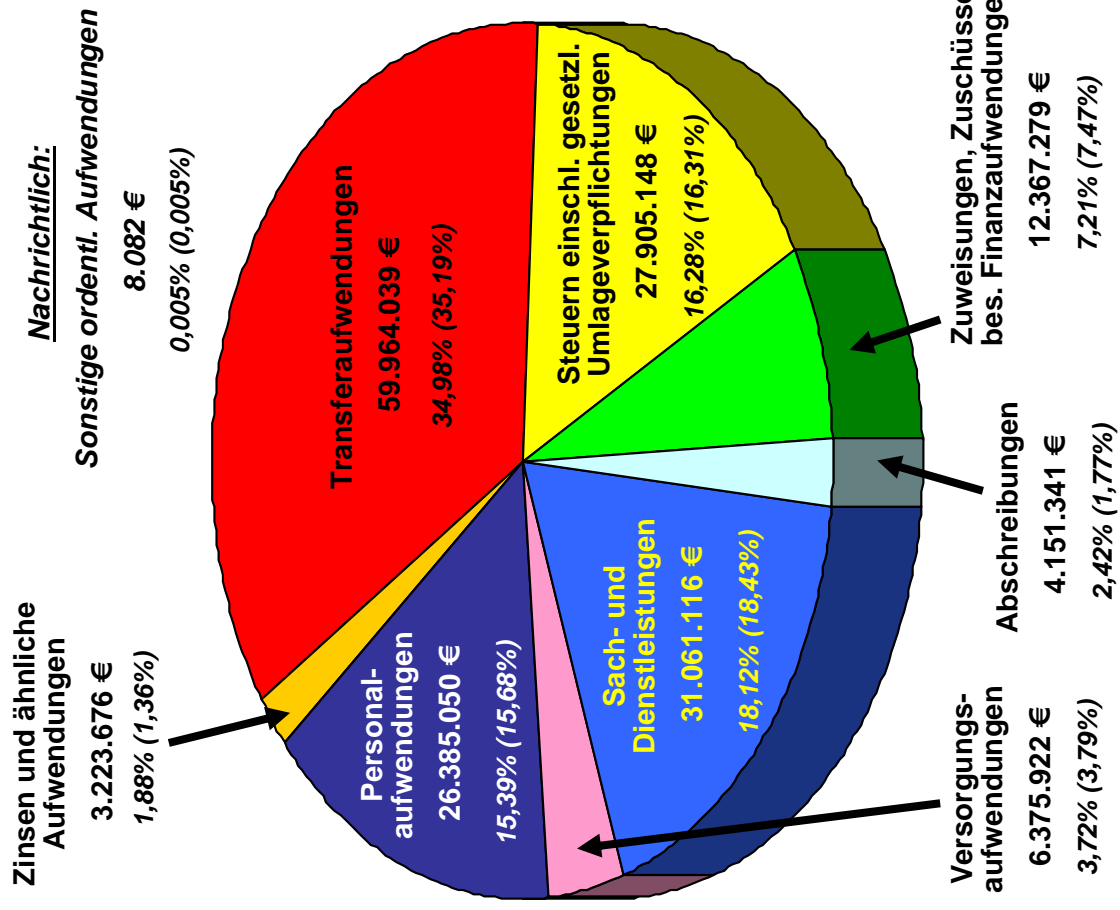 Zinsen und ähnliche
Aufwendungen
3.223.676 €
1,88% (1,36%)
Nachrichtlich:
Sonstige ordentl. Aufwendungen
8.082 €
0,005% (0,005%)
Transferaufwendungen
59.964.039 €
34,98% (35,19%)
Personal-
aufwendungen
26.385.050 €
15,39% (15,68%)
Steuern einschl. gesetzl.
Umlageverpflichtungen
27.905.148 €
16,28% (16,31%)
Sach- und
Dienstleistungen
31.061.116 €
18,12% (18,43%)
Versorgungs-
aufwendungen
6.375.922 €
3,72% (3,79%)
Abschreibungen
4.151.341 €
2,42% (1,77%)
Zuweisungen, Zuschüsse
bes. Finanzaufwendunge
12.367.279 €
7,21% (7,47%)